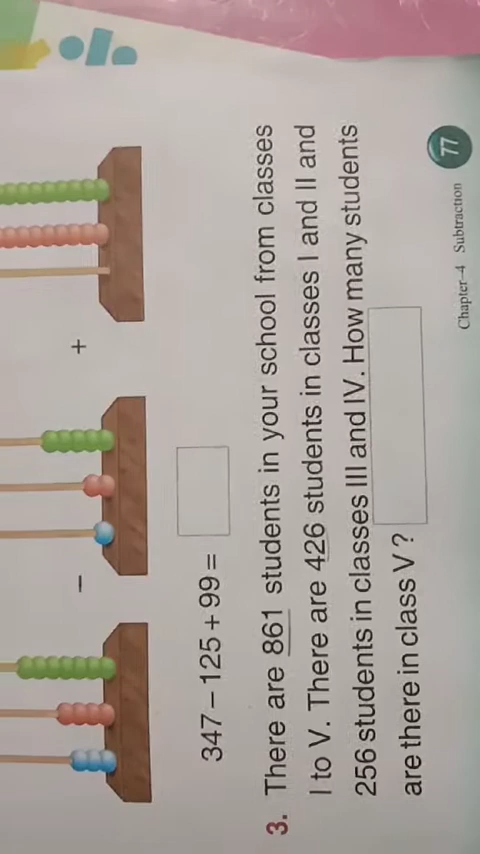 − +
347 – 125 + 99 =
3. There are 861 students in your school from classes
I to V. There are 426 students in classes I and II and
256 students in classes III and IV. How many students
are there in class V?
Chapter–4 Subtraction 77